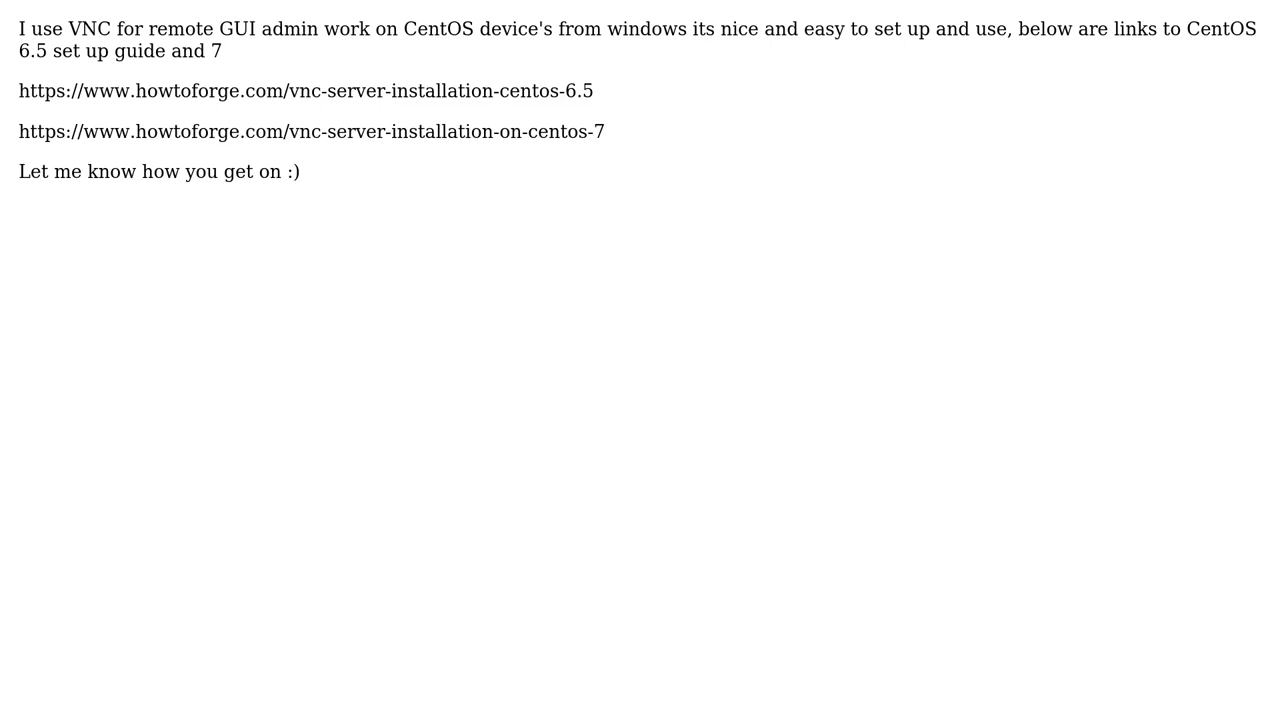 I use VNC for remote GUI admin work on CentOS device's from windows its nice and easy to set up and use, below are links to CentOS
6.5 set up guide and 7
https://www.howtoforge.com/vnc-server-installation-centos-6.5
https://www.howtoforge.com/vnc-server-installation-on-centos-7
Let me know how you get on :)